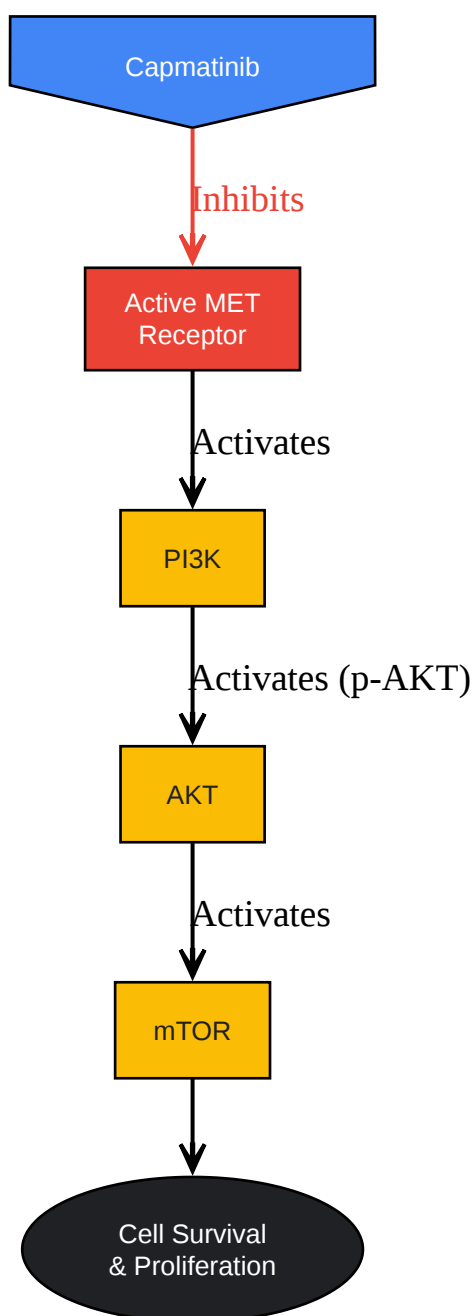 Capmatinib
Inhibits
Active MET
Receptor
Activates
PI3K
Activates (p-AKT)
AKT
Activates
mTOR
Cell Survival
& Proliferation